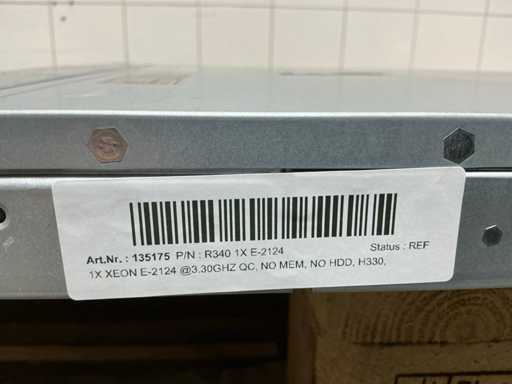 Art.Nr. : 135175 P/N : R340 1X E-2124 Status : REF
1X XEON E-2124 @3.30GHZ QC, NO MEM, NO HDD, H330,